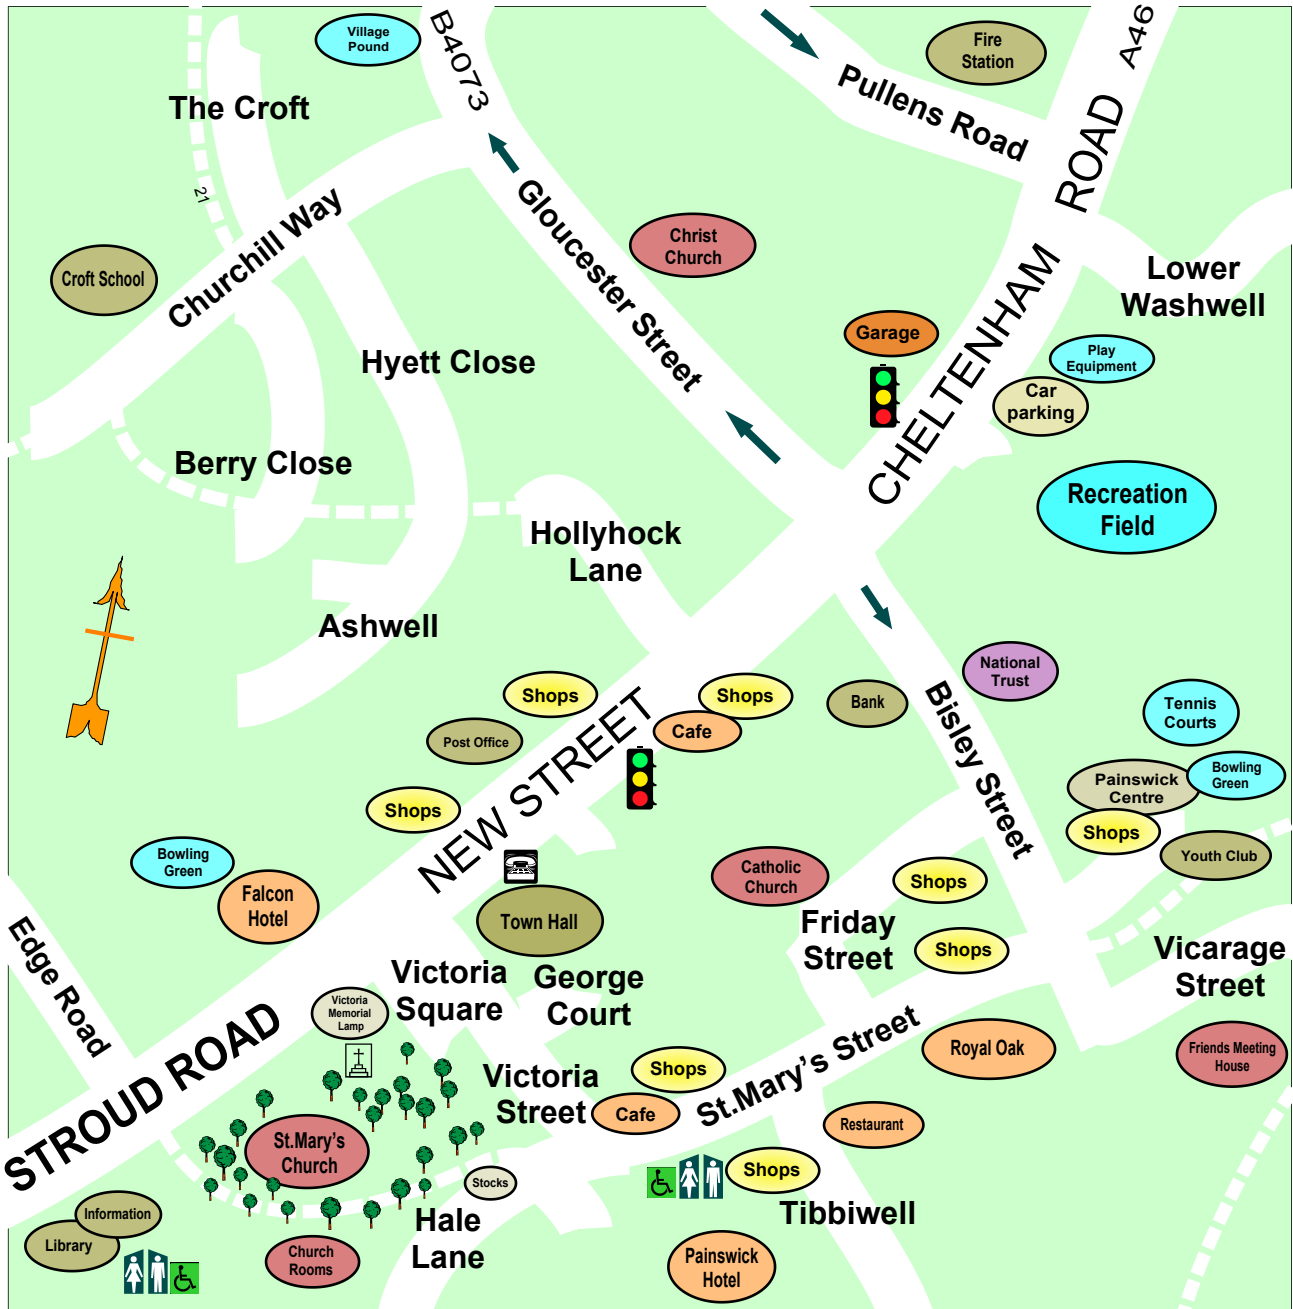 Village
Pound
B4073
Fire
Station
A46
The Croft
Pullens Road
21
ROAD
Christ
Church
Croft School
Churchill Way
Gloucester Street
Lower
Washwell
Garage
CHELTENHAM
Play
Equipment
Car
parking
Hyett Close
Berry Close
Recreation
Field
Hollyhock
Lane
Ashwell
National
Trust
Shops
Shops
Bank
Cafe
Tennis
Courts
Post Office
NEW STREET
Bisley Street
Painswick
Centre
Bowling
Green
Shops
Shops
Youth Club
Bowling
Green
Falcon
Hotel
Catholic
Church
Shops
Town Hall
Friday
Street
Shops
Edge Road
Victoria
Square
George
Court
Vicarage
Street
Victoria
Memorial
Lamp
STROUD ROAD
Royal Oak
Friends Meeting
House
Shops
Victoria
Street
Cafe
St.Mary's Street
Restaurant
St.Mary's
Church
Shops
Stocks
Tibbiwell
Information
Library
Hale
Lane
Church
Rooms
Painswick
Hotel